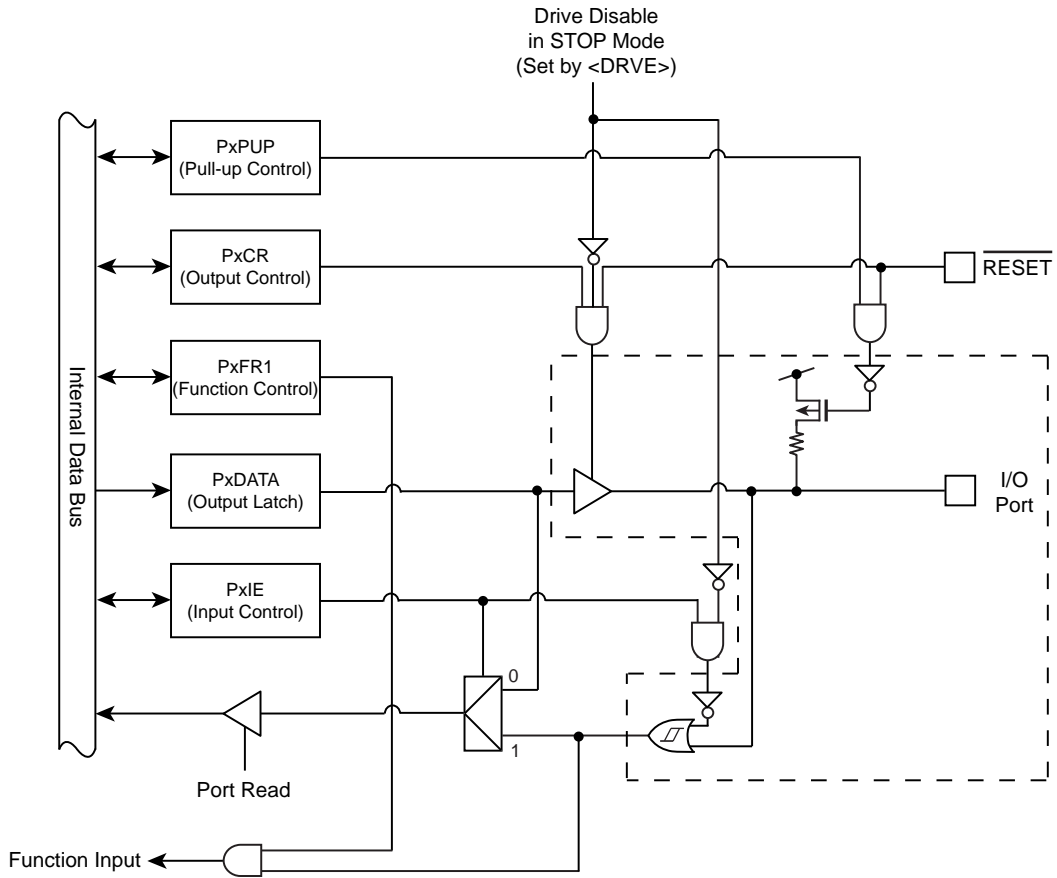 Drive Disable
in STOP Mode
(Set by <DRVE>)
PxPUP
(Pull-up Control)
PxCR
(Output Control)
RESET
PxFR1
(Function Control)
Internal Data Bus
PxDATA
(Output Latch)
I/O
Port
PxIE
(Input Control)
0
1
Port Read
Function Input